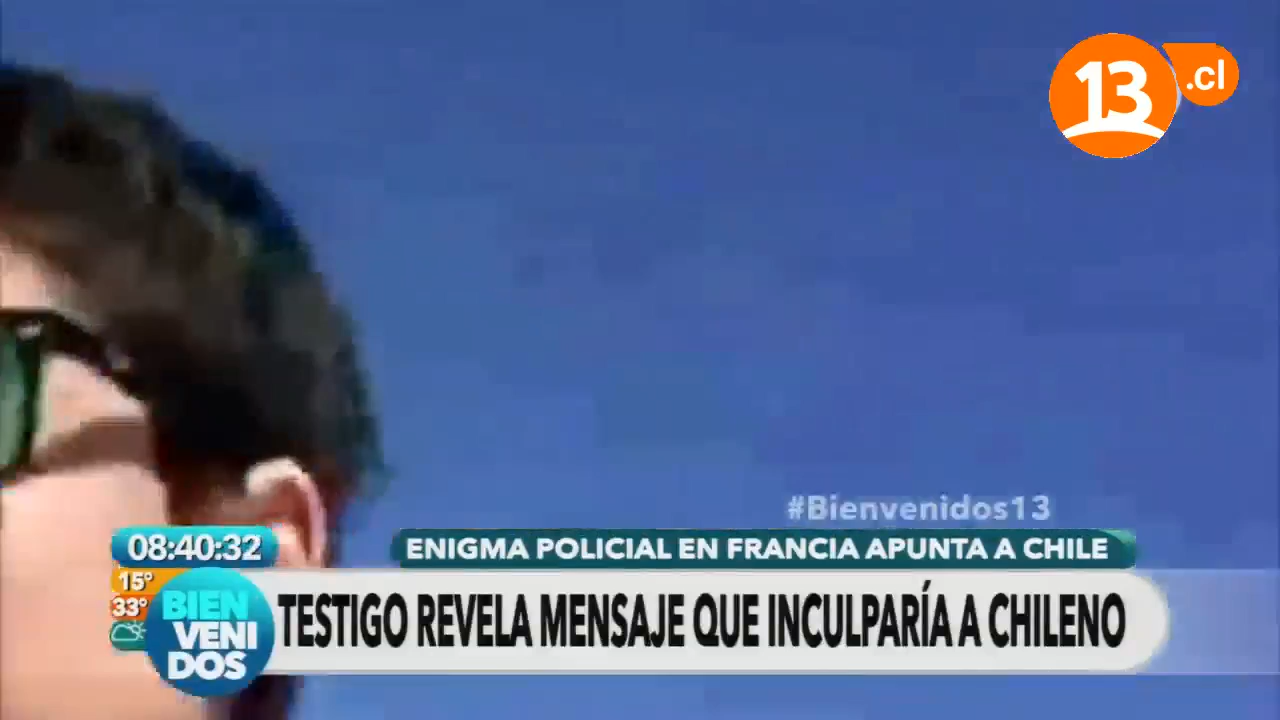 13
.cl
#Bienvenidos13
08:40:32
ENIGMA POLICIAL EN FRANCIA APUNTA A CHILE
15°
33°
BIEN
VENI
DOS
TESTIGO REVELA MENSAJE QUE INCULPARÍA A CHILENO